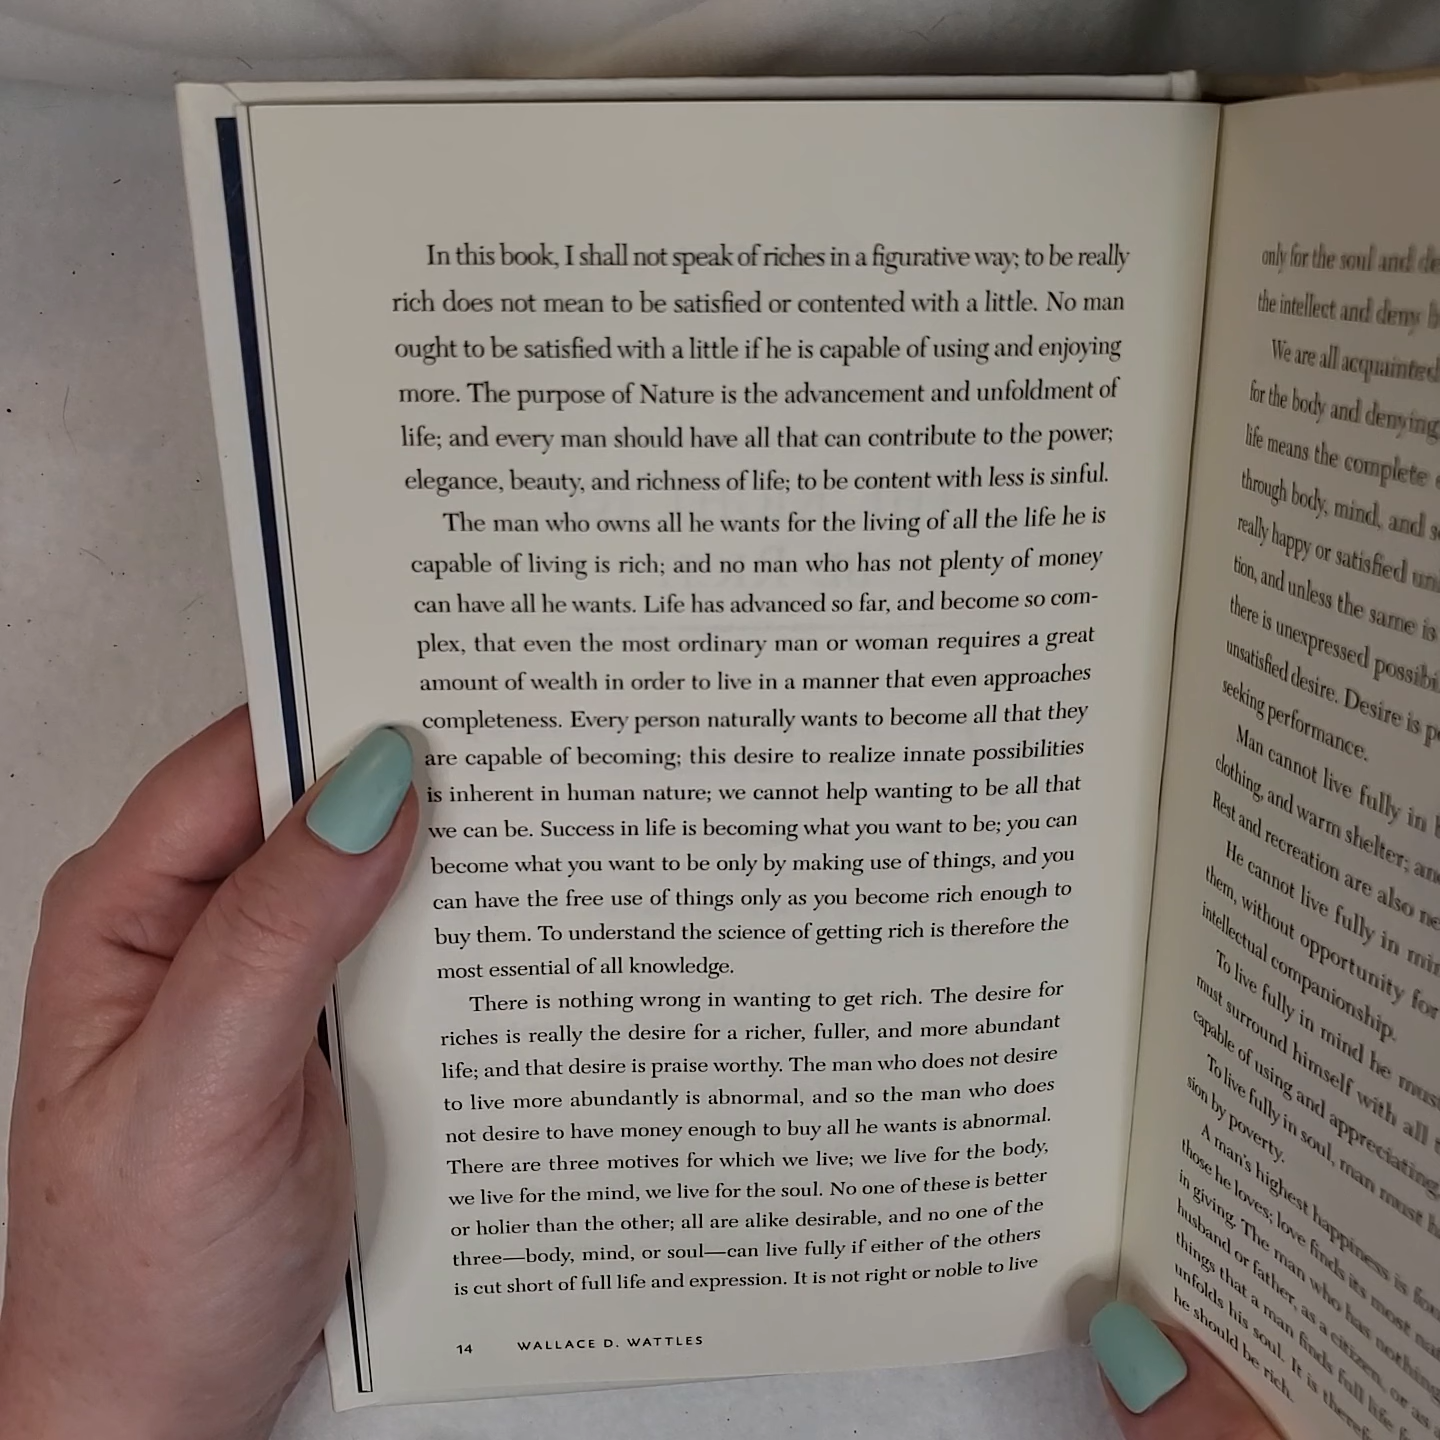 In this book, I shall not speak of riches in a figurative way; to be really
rich does not mean to be satisfied or contented with a little. No man
ought to be satisfied with a little if he is capable of using and enjoying
more. The purpose of Nature is the advancement and unfoldment of
life; and every man should have all that can contribute to the power;
elegance, beauty, and richness of life; to be content with less is sinful.
The man who owns all he wants for the living of all the life he is
capable of living is rich; and no man who has not plenty of money
can have all he wants. Life has advanced so far, and become so com-
plex, that even the most ordinary man or woman requires a great
amount of wealth in order to live in a manner that even approaches
completeness. Every person naturally wants to become all that they
are capable of becoming; this desire to realize innate possibilities
is inherent in human nature; we cannot help wanting to be all that
we can be. Success in life is becoming what you want to be; you can
become what you want to be only by making use of things, and you
can have the free use of things only as you become rich enough to
buy them. To understand the science of getting rich is therefore the
most essential of all knowledge.
There is nothing wrong in wanting to get rich. The desire for
riches is really the desire for a richer, fuller, and more abundant
life; and that desire is praise worthy. The man who does not desire
to live more abundantly is abnormal, and so the man who does
not desire to have money enough to buy all he wants is abnormal.
There are three motives for which we live; we live for the body,
we live for the mind, we live for the soul. No one of these is better
or holier than the other; all are alike desirable, and no one of the
three—body, mind, or soul—can live fully if either of the others
is cut short of full life and expression. It is not right or noble to live
14 WALLACE D. WATTLES
only for the soul and
the intellect and deny
We are all acquainted
for the body and denying
life means the complete
through body, mind, and
really happy or satisfied
tion, and unless the same is
there is unexpressed
unsatisfied desire. Desire is
seeking performance.
Man cannot live fully in
clothing, and warm shelter;
Rest and recreation are also
He cannot live fully in
them, without opportunity for
intellectual companionship.
To live fully in mind he must
must surround himself with all
capable of using and appreciating.
To live fully in soul, man must
sion by poverty.
A man's highest happiness is
those he loves; love finds its most
in giving. The man who has nothing
husband or father, as a citizen, or as a
things that a man finds full life
unfolds his soul. It is
he should be rich.